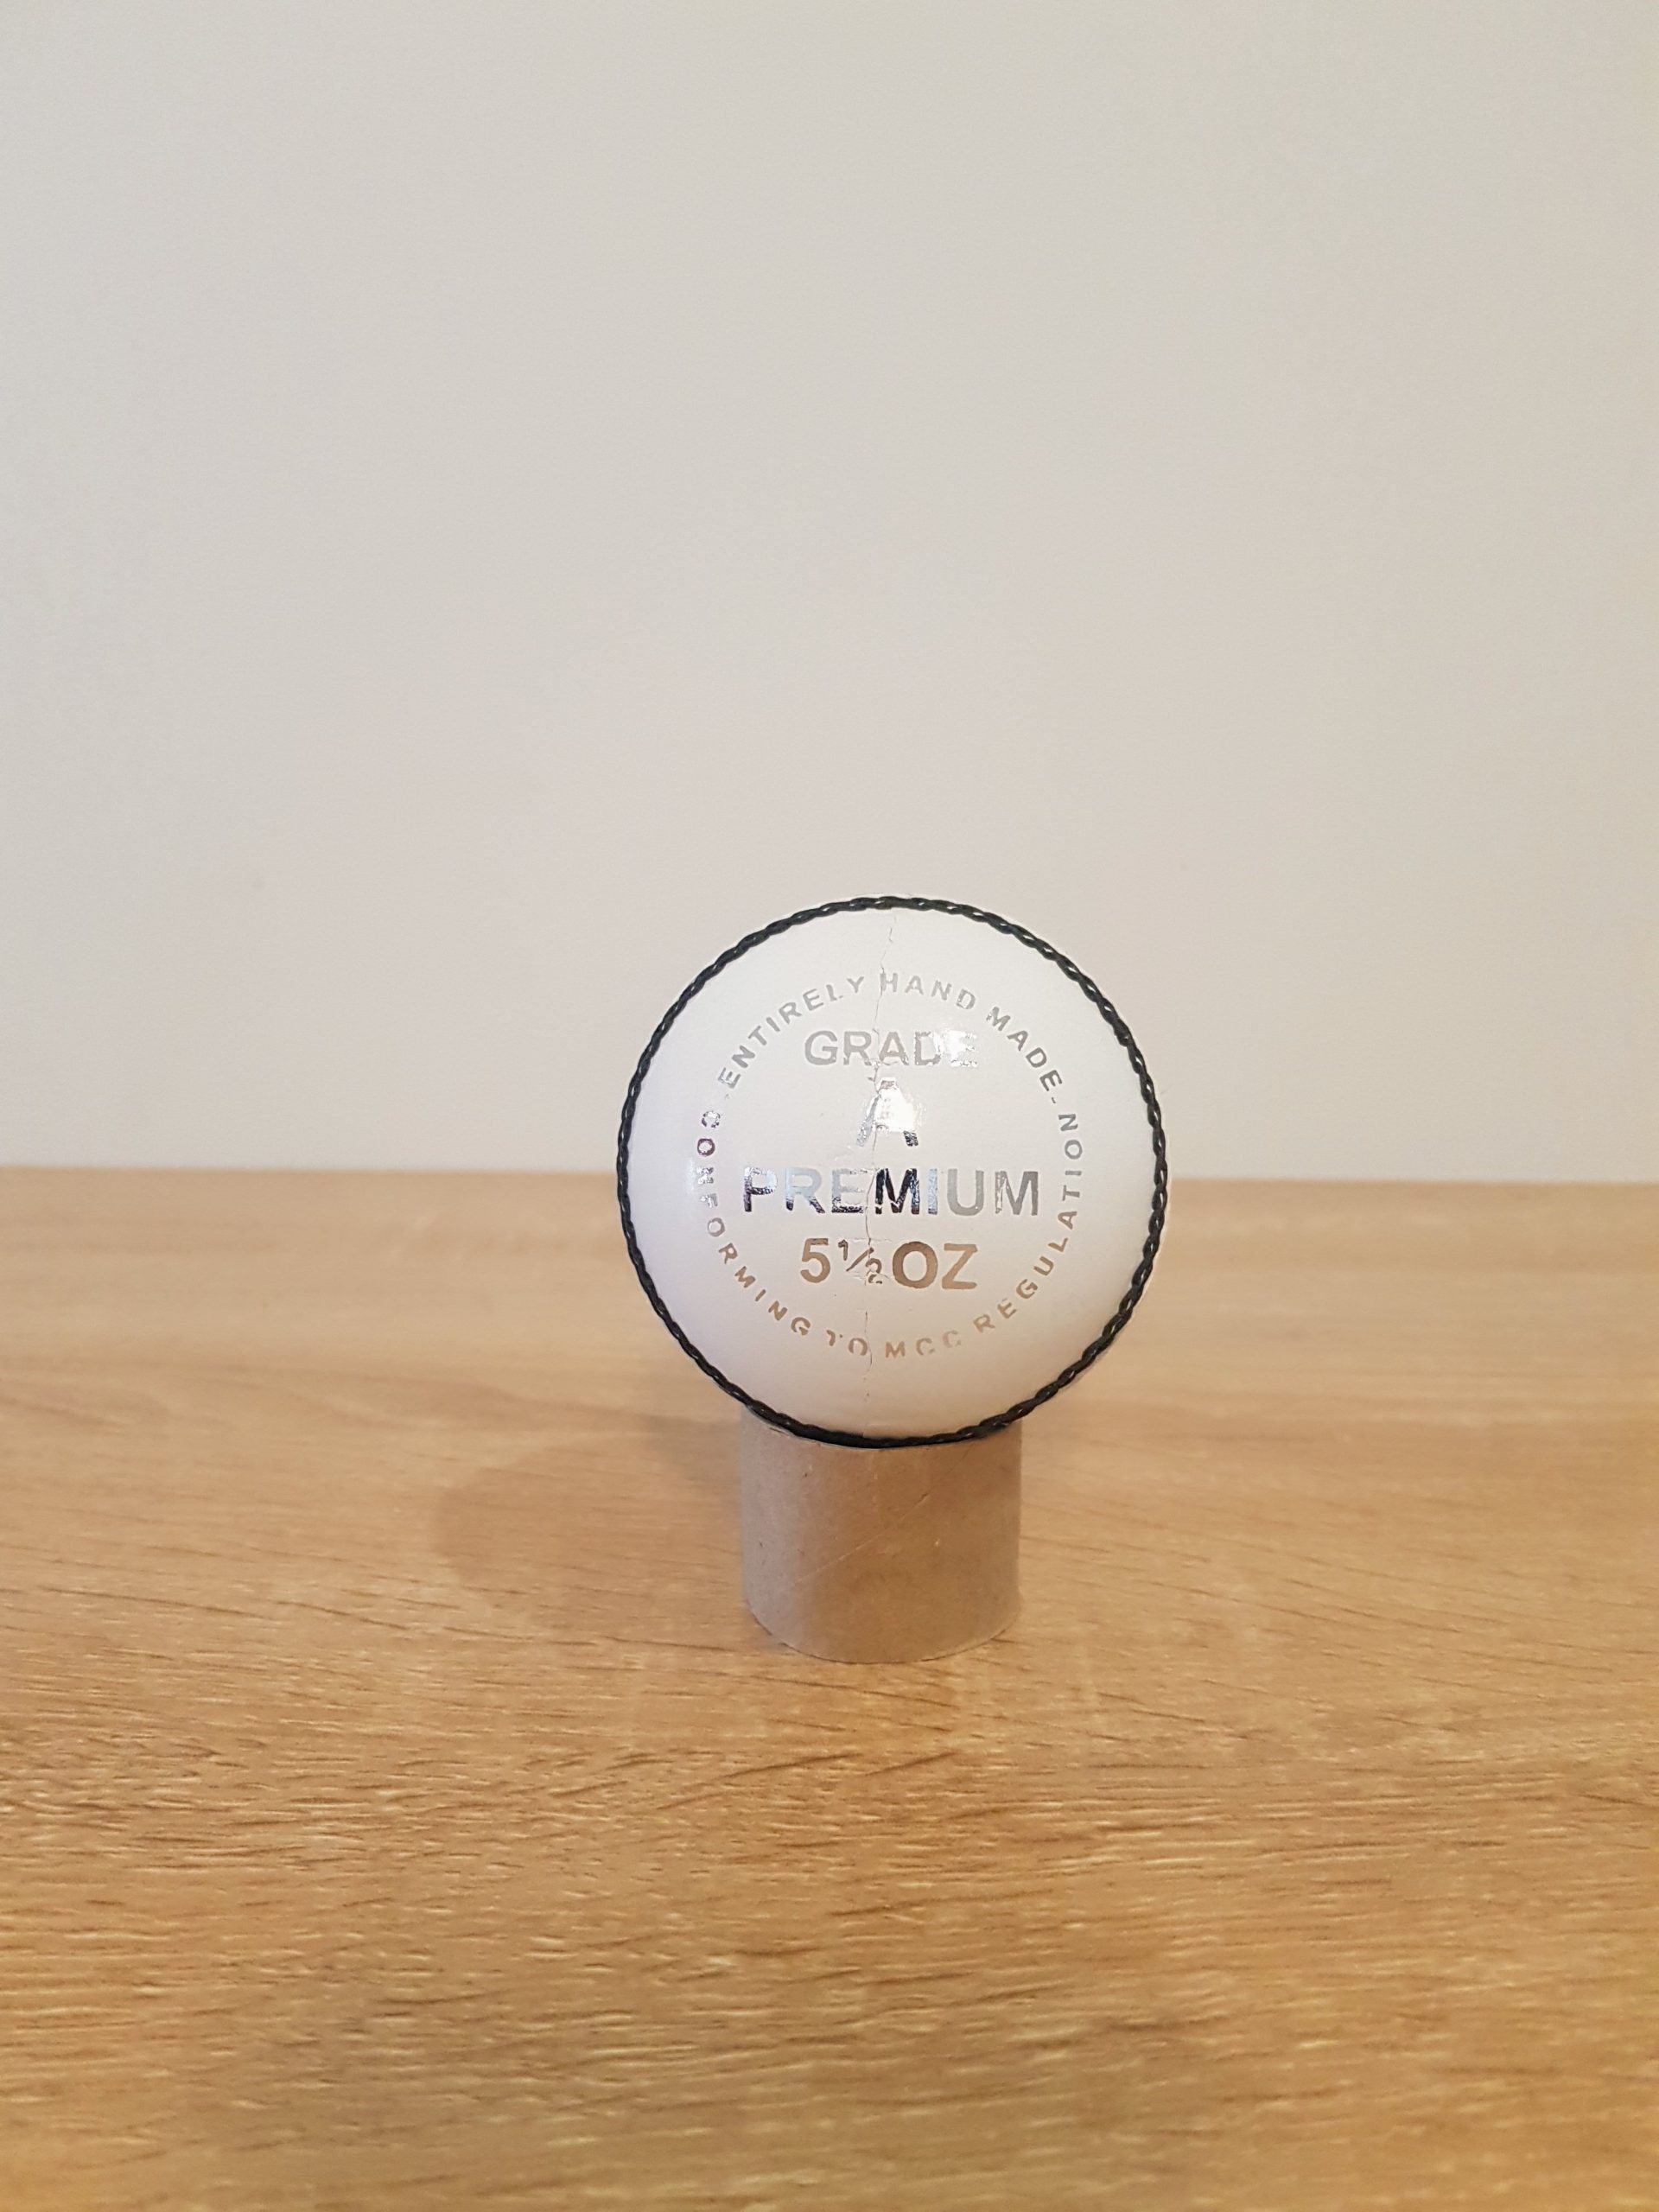 -ENTIRELY HAND MADE-
GRADE
A
PREMIUM
5½OZ
CONFORMING TO MCC REGULATION